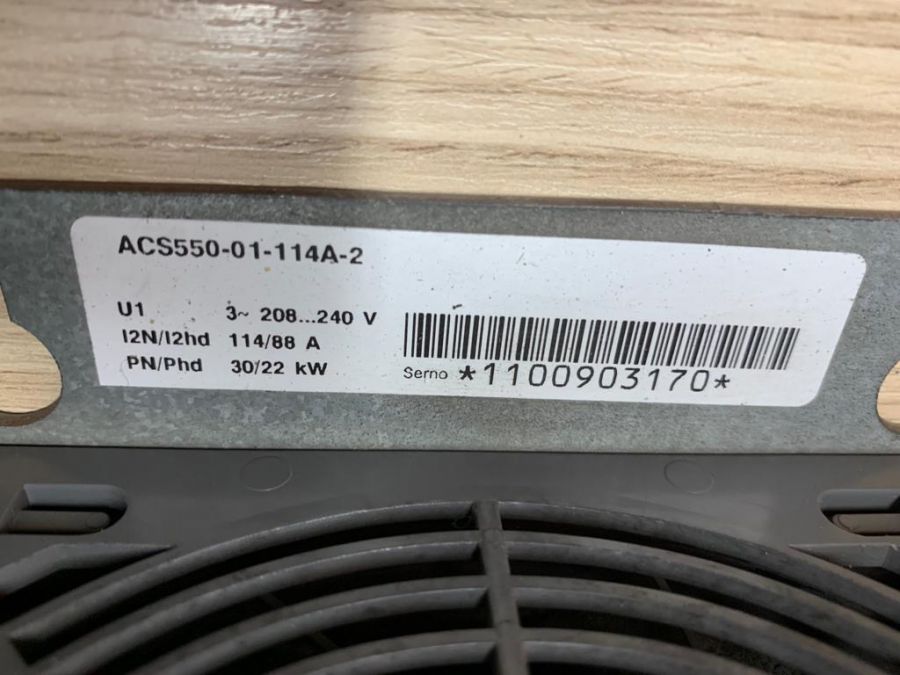 ACS550-01-114A-2
U1 3~ 208...240 V
I2N/I2hd 114/88 A
PN/Phd 30/22 kW
Serno *1100903170*